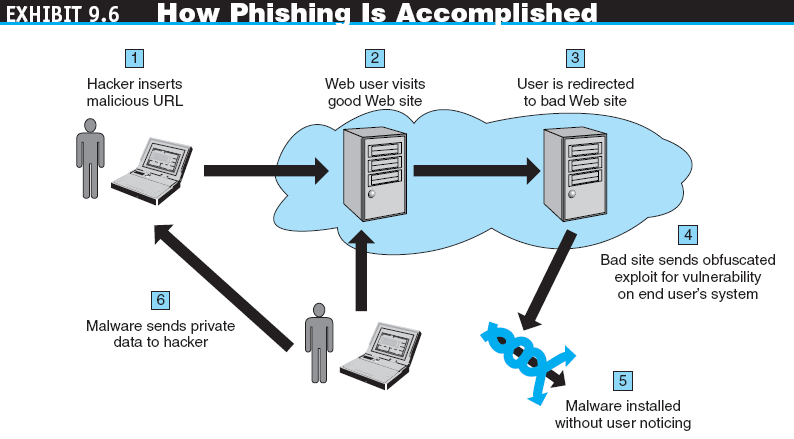 EXHIBIT 9.6 How Phishing Is Accomplished
1
Hacker inserts
malicious URL
2
Web user visits
good Web site
3
User is redirected
to bad Web site
4
Bad site sends obfuscated
exploit for vulnerability
on end user's system
5
Malware installed
without user noticing
6
Malware sends private
data to hacker